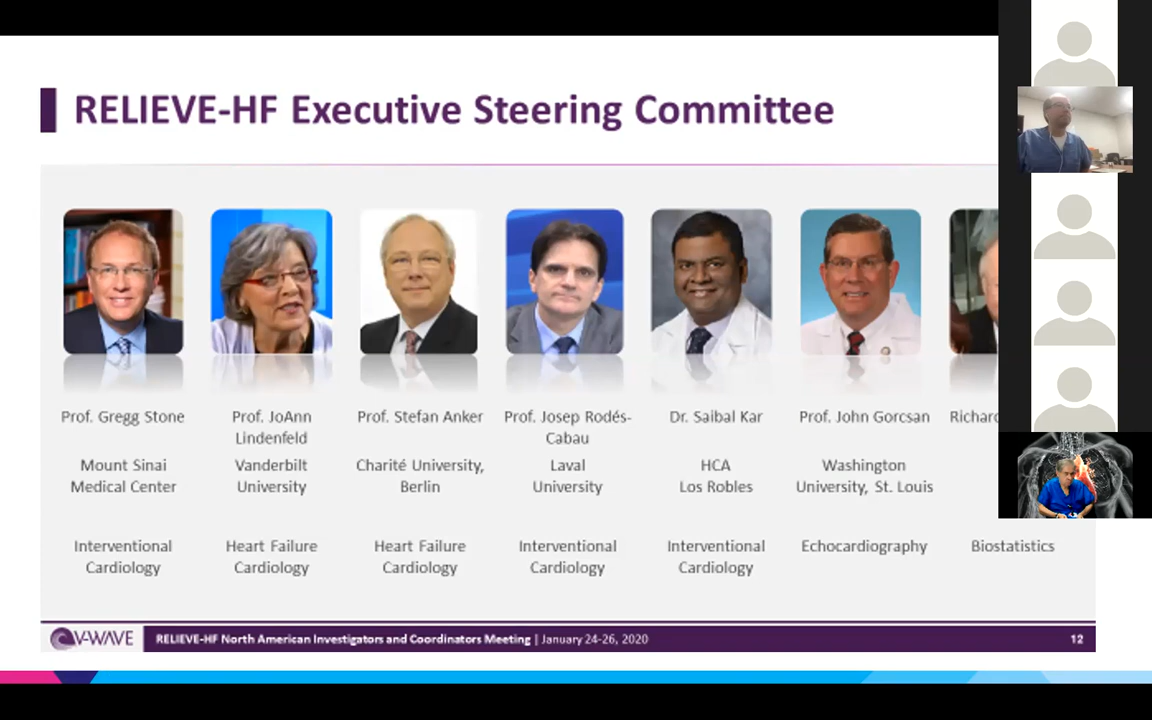 RELIEVE-HF Executive Steering Committee
Prof. Gregg Stone
Mount Sinai
Medical Center
Interventional
Cardiology
Prof. JoAnn
Lindenfeld
Vanderbilt
University
Heart Failure
Cardiology
Prof. Stefan Anker
Charité University,
Berlin
Heart Failure
Cardiology
Prof. Josep Rodés-
Cabau
Laval
University
Interventional
Cardiology
Dr. Saibal Kar
HCA
Los Robles
Interventional
Cardiology
Prof. John Gorcsan
Washington
University, St. Louis
Echocardiography
Richard
Biostatistics
V-WAVE
RELIEVE-HF North American Investigators and Coordinators Meeting | January 24-26, 2020
12